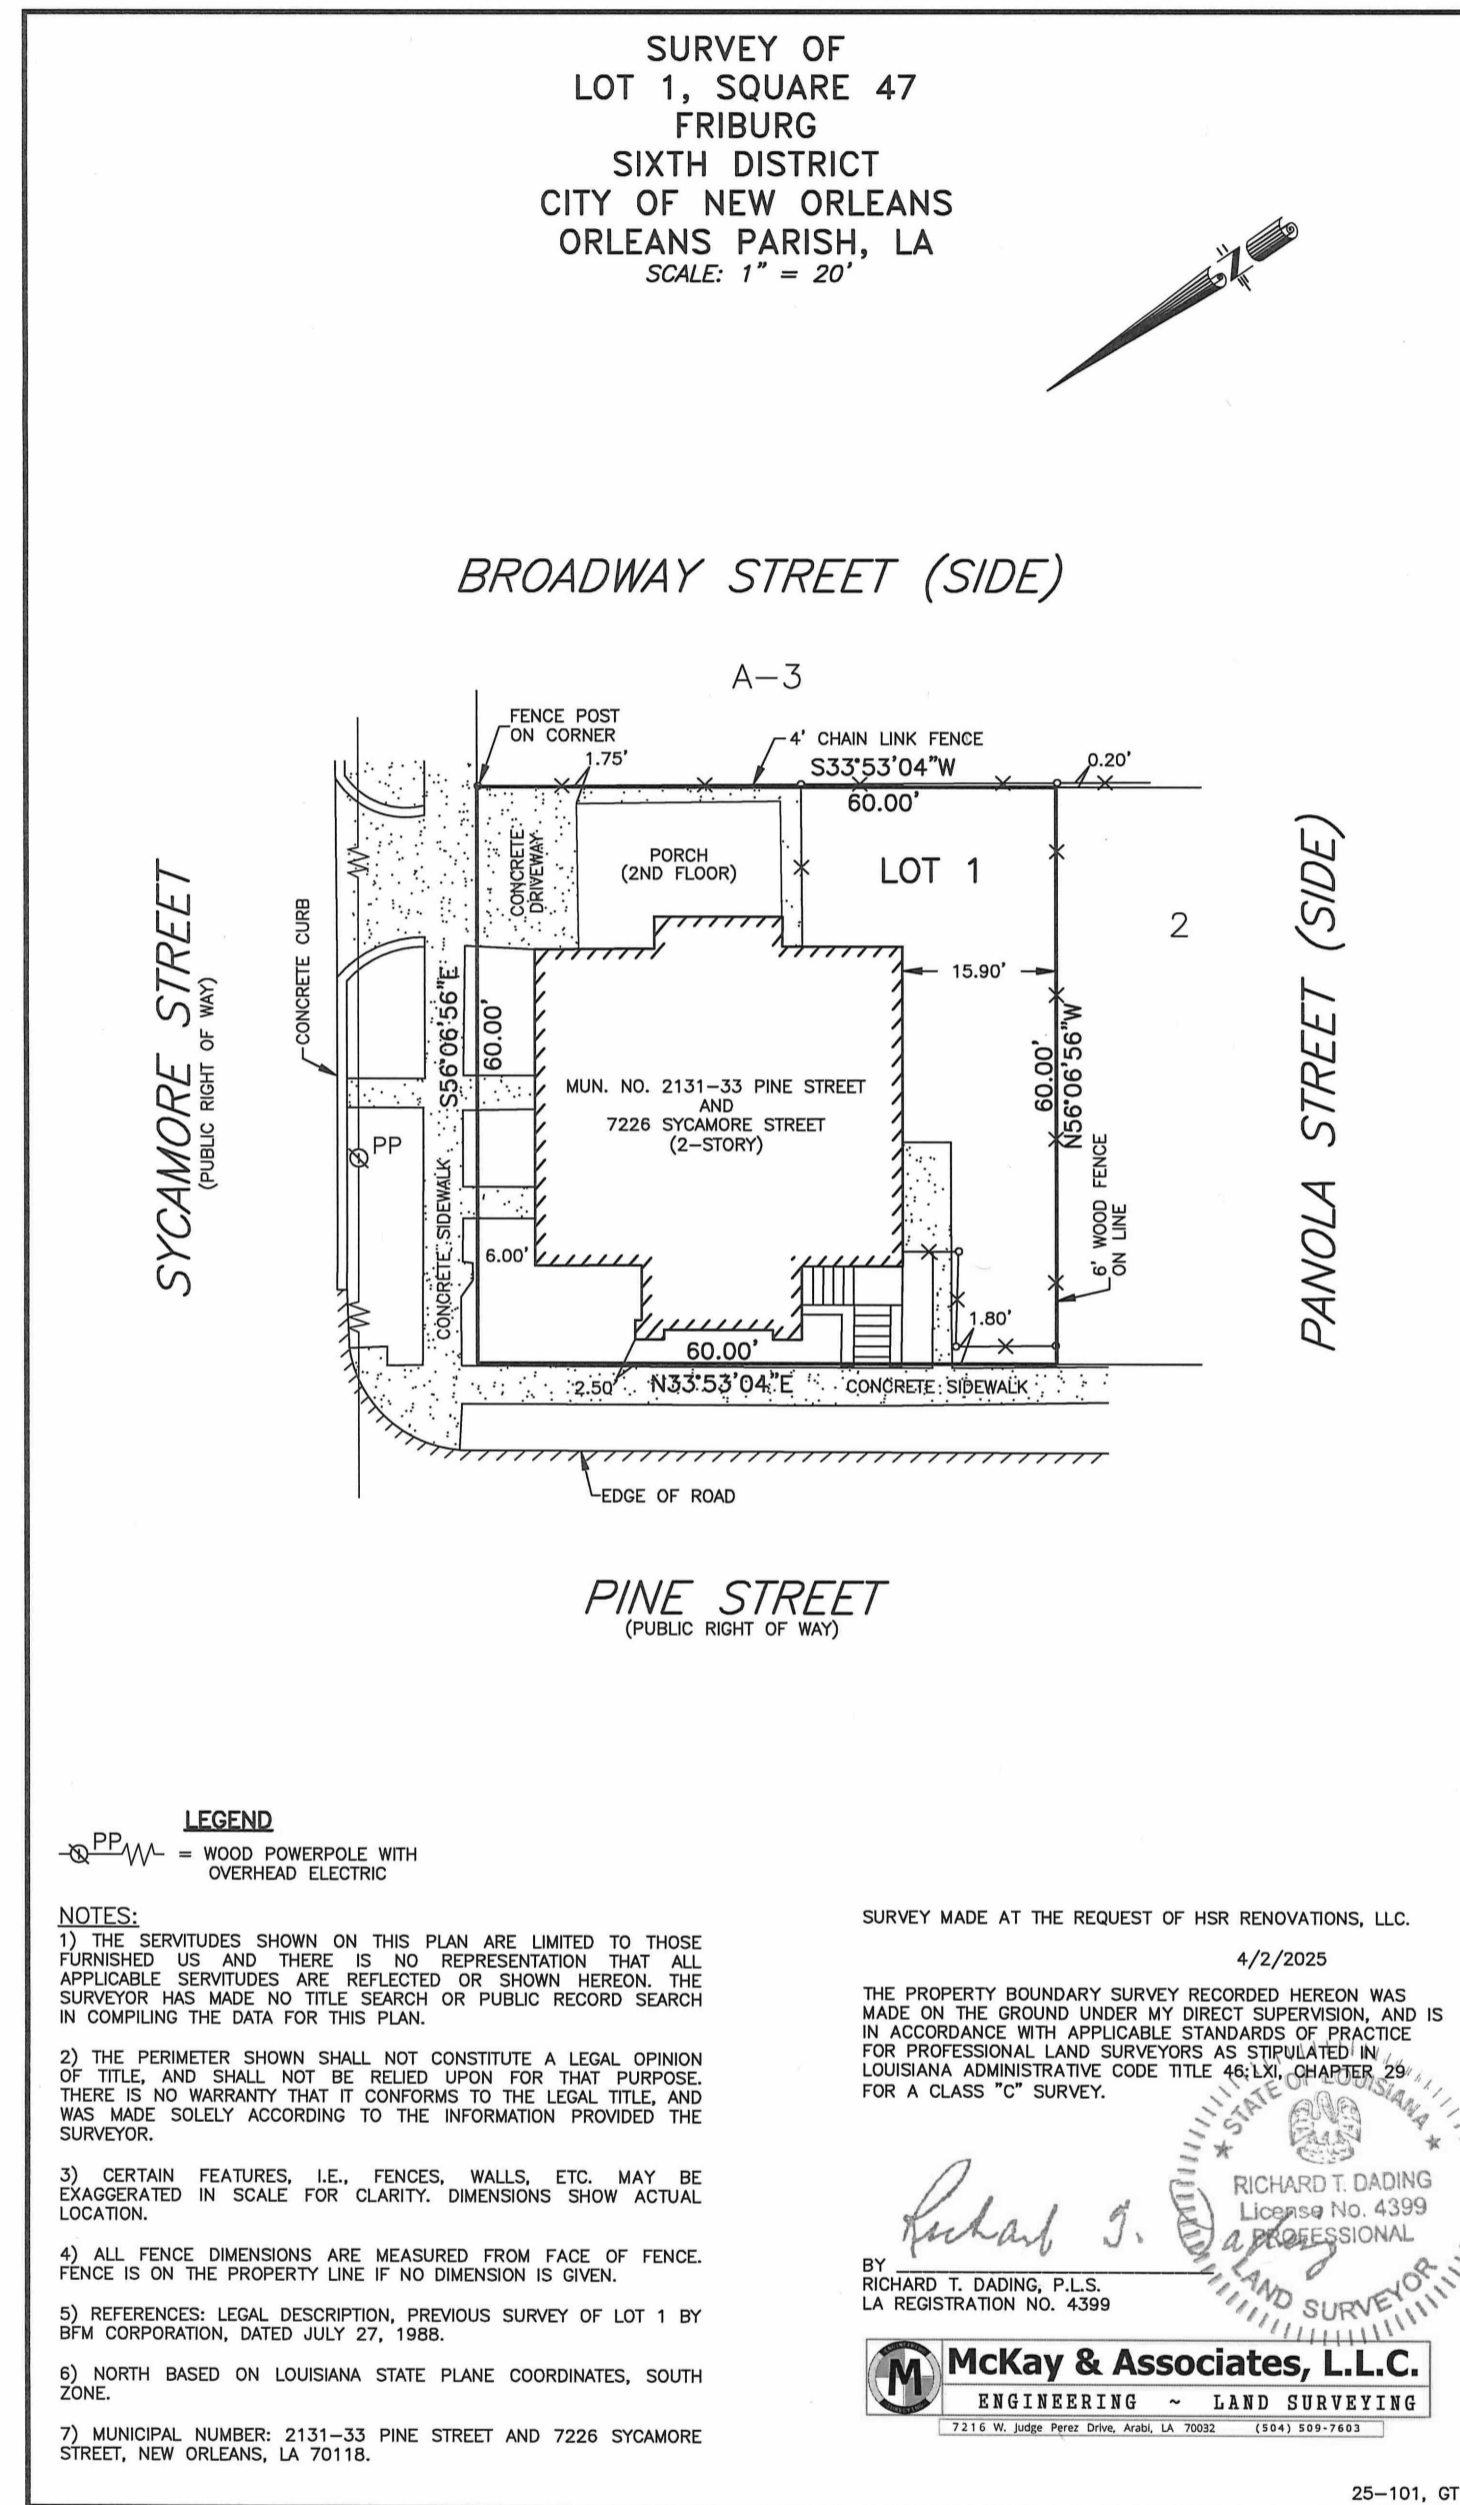 SURVEY OF
LOT 1, SQUARE 47
FRIBURG
SIXTH DISTRICT
CITY OF NEW ORLEANS
ORLEANS PARISH, LA
SCALE: 1" = 20'
BROADWAY STREET (SIDE)
A-3
FENCE POST
ON CORNER
1.75'
4' CHAIN LINK FENCE
S33°53'04"W
60.00'
0.20'
CONCRETE
DRIVEWAY
PORCH
(2ND FLOOR)
LOT 1
2
SYCAMORE STREET
(PUBLIC RIGHT OF WAY)
CONCRETE CURB
S56°06'56"E
60.00'
15.90'
60.00'
N56°06'56"W
PANOLA STREET (SIDE)
MUN. NO. 2131-33 PINE STREET
AND
7226 SYCAMORE STREET
(2-STORY)
PP
CONCRETE SIDEWALK
6.00'
6' WOOD FENCE
ON LINE
1.80'
60.00'
2.50'
N33°53'04"E
CONCRETE SIDEWALK
EDGE OF ROAD
PINE STREET
(PUBLIC RIGHT OF WAY)
LEGEND
PP = WOOD POWERPOLE WITH
OVERHEAD ELECTRIC
NOTES:
1) THE SERVITUDES SHOWN ON THIS PLAN ARE LIMITED TO THOSE
FURNISHED US AND THERE IS NO REPRESENTATION THAT ALL
APPLICABLE SERVITUDES ARE REFLECTED OR SHOWN HEREON. THE
SURVEYOR HAS MADE NO TITLE SEARCH OR PUBLIC RECORD SEARCH
IN COMPILING THE DATA FOR THIS PLAN.
2) THE PERIMETER SHOWN SHALL NOT CONSTITUTE A LEGAL OPINION
OF TITLE, AND SHALL NOT BE RELIED UPON FOR THAT PURPOSE.
THERE IS NO WARRANTY THAT IT CONFORMS TO THE LEGAL TITLE, AND
WAS MADE SOLELY ACCORDING TO THE INFORMATION PROVIDED THE
SURVEYOR.
3) CERTAIN FEATURES, I.E., FENCES, WALLS, ETC. MAY BE
EXAGGERATED IN SCALE FOR CLARITY. DIMENSIONS SHOW ACTUAL
LOCATION.
4) ALL FENCE DIMENSIONS ARE MEASURED FROM FACE OF FENCE.
FENCE IS ON THE PROPERTY LINE IF NO DIMENSION IS GIVEN.
5) REFERENCES: LEGAL DESCRIPTION, PREVIOUS SURVEY OF LOT 1 BY
BFM CORPORATION, DATED JULY 27, 1988.
6) NORTH BASED ON LOUISIANA STATE PLANE COORDINATES, SOUTH
ZONE.
7) MUNICIPAL NUMBER: 2131-33 PINE STREET AND 7226 SYCAMORE
STREET, NEW ORLEANS, LA 70118.
SURVEY MADE AT THE REQUEST OF HSR RENOVATIONS, LLC.
4/2/2025
THE PROPERTY BOUNDARY SURVEY RECORDED HEREON WAS
MADE ON THE GROUND UNDER MY DIRECT SUPERVISION, AND IS
IN ACCORDANCE WITH APPLICABLE STANDARDS OF PRACTICE
FOR PROFESSIONAL LAND SURVEYORS AS STIPULATED IN
LOUISIANA ADMINISTRATIVE CODE TITLE 46:LXI, CHAPTER 29
FOR A CLASS "C" SURVEY.
STATE OF LOUISIANA
RICHARD T. DADING
License No. 4399
PROFESSIONAL
LAND SURVEYOR
Richard T.
BY
RICHARD T. DADING, P.L.S.
LA REGISTRATION NO. 4399
M McKay & Associates, L.L.C.
ENGINEERING ~ LAND SURVEYING
7216 W. Judge Perez Drive, Arabi, LA 70032 (504) 509-7603
25-101, GT